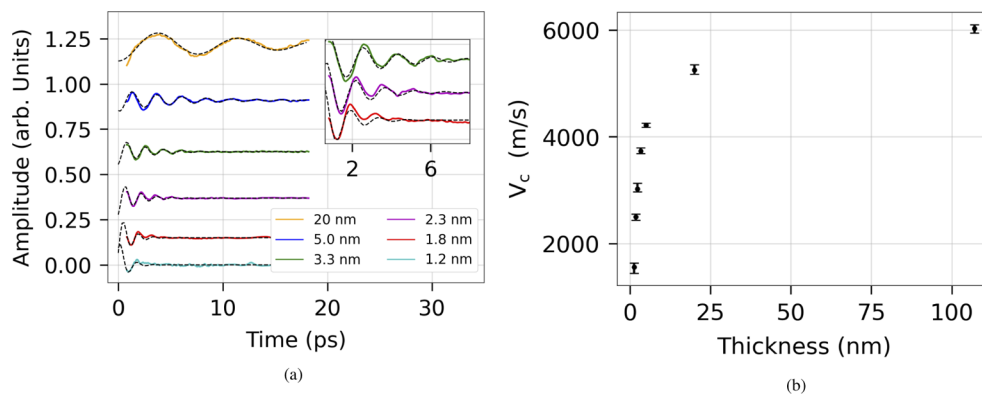 Amplitude (arb. Units)
1.25
1.00
0.75
0.50
0.25
0.00
2 6
20 nm 2.3 nm
5.0 nm 1.8 nm
3.3 nm 1.2 nm
0 10 20 30
Time (ps)
(a)
V_c (m/s)
6000
4000
2000
0 25 50 75 100
Thickness (nm)
(b)